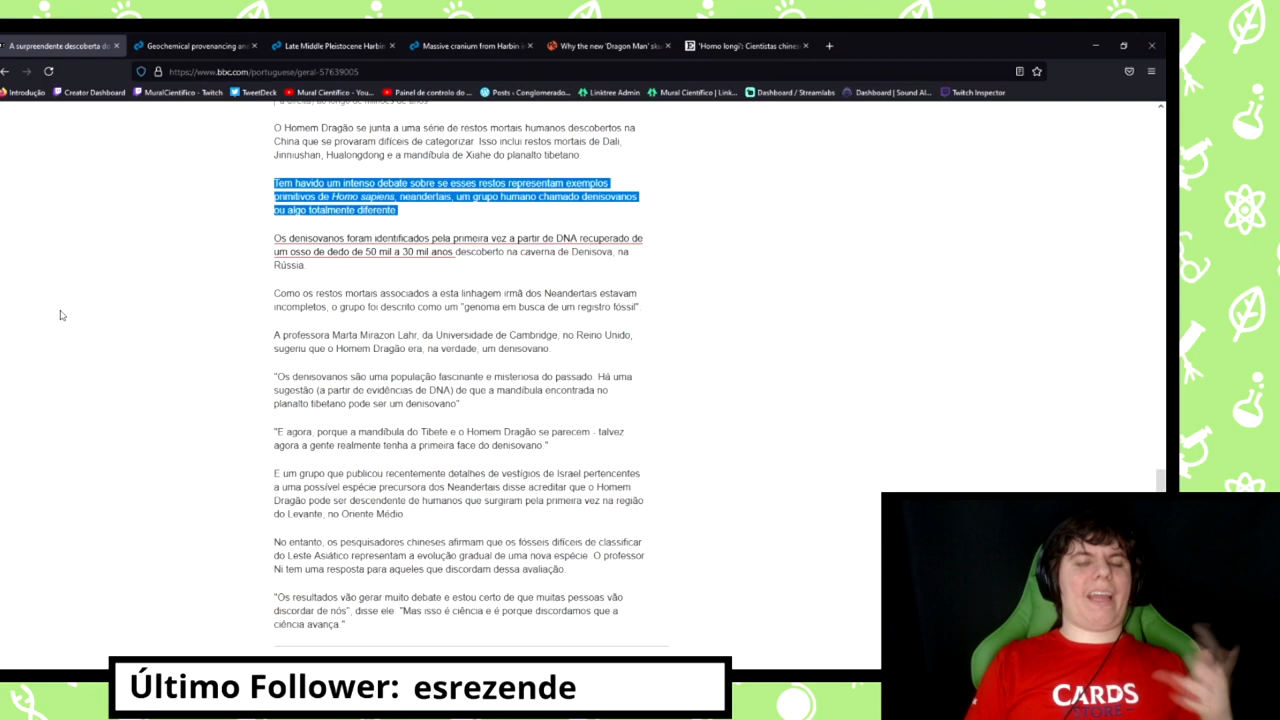 A surpreendente descoberta do
Geochemical provenancing an
Late Middle Pleistocene Harbin
Massive cranium from Harbin
Why the new 'Dragon Man' sku
'Homo longi': Cientistas chines
https://www.bbc.com/portuguese/geral-57639005
Introdução
Creator Dashboard
MuralCientífico - Twitch
TweetDeck
Mural Científico - You...
Painel de controlo do ...
Posts ‹ Conglomerado...
Linktree Admin
Mural Científico | Link...
Dashboard / Streamlabs
Dashboard | Sound Al...
Twitch Inspector
à direita) ao longo de milhões de anos
O Homem Dragão se junta a uma série de restos mortais humanos descobertos na
China que se provaram difíceis de categorizar. Isso inclui restos mortais de Dali,
Jinniushan, Hualongdong e a mandíbula de Xiahe do planalto tibetano.
Tem havido um intenso debate sobre se esses restos representam exemplos
primitivos de Homo sapiens, neandertais, um grupo humano chamado denisovanos
ou algo totalmente diferente.
Os denisovanos foram identificados pela primeira vez a partir de DNA recuperado de
um osso de dedo de 50 mil a 30 mil anos descoberto na caverna de Denisova, na
Rússia.
Como os restos mortais associados a esta linhagem irmã dos Neandertais estavam
incompletos, o grupo foi descrito como um "genoma em busca de um registro fóssil".
A professora Marta Mirazon Lahr, da Universidade de Cambridge, no Reino Unido,
sugeriu que o Homem Dragão era, na verdade, um denisovano.
"Os denisovanos são uma população fascinante e misteriosa do passado. Há uma
sugestão (a partir de evidências de DNA) de que a mandíbula encontrada no
planalto tibetano pode ser um denisovano"
"E agora, porque a mandíbula do Tibete e o Homem Dragão se parecem - talvez
agora a gente realmente tenha a primeira face do denisovano."
E um grupo que publicou recentemente detalhes de vestígios de Israel pertencentes
a uma possível espécie precursora dos Neandertais disse acreditar que o Homem
Dragão pode ser descendente de humanos que surgiram pela primeira vez na região
do Levante, no Oriente Médio.
No entanto, os pesquisadores chineses afirmam que os fósseis difíceis de classificar
do Leste Asiático representam a evolução gradual de uma nova espécie. O professor
Ni tem uma resposta para aqueles que discordam dessa avaliação.
"Os resultados vão gerar muito debate e estou certo de que muitas pessoas vão
discordar de nós", disse ele. "Mas isso é ciência e é porque discordamos que a
ciência avança."
Último Follower: esrezende
CARDS
STORE